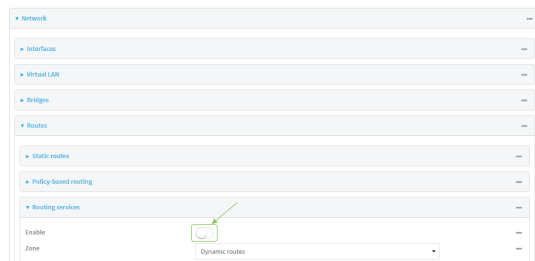 Network
Interfaces
Virtual LAN
Bridges
Routes
Static routes
Policy-based routing
Routing services
Enable
Zone Dynamic routes